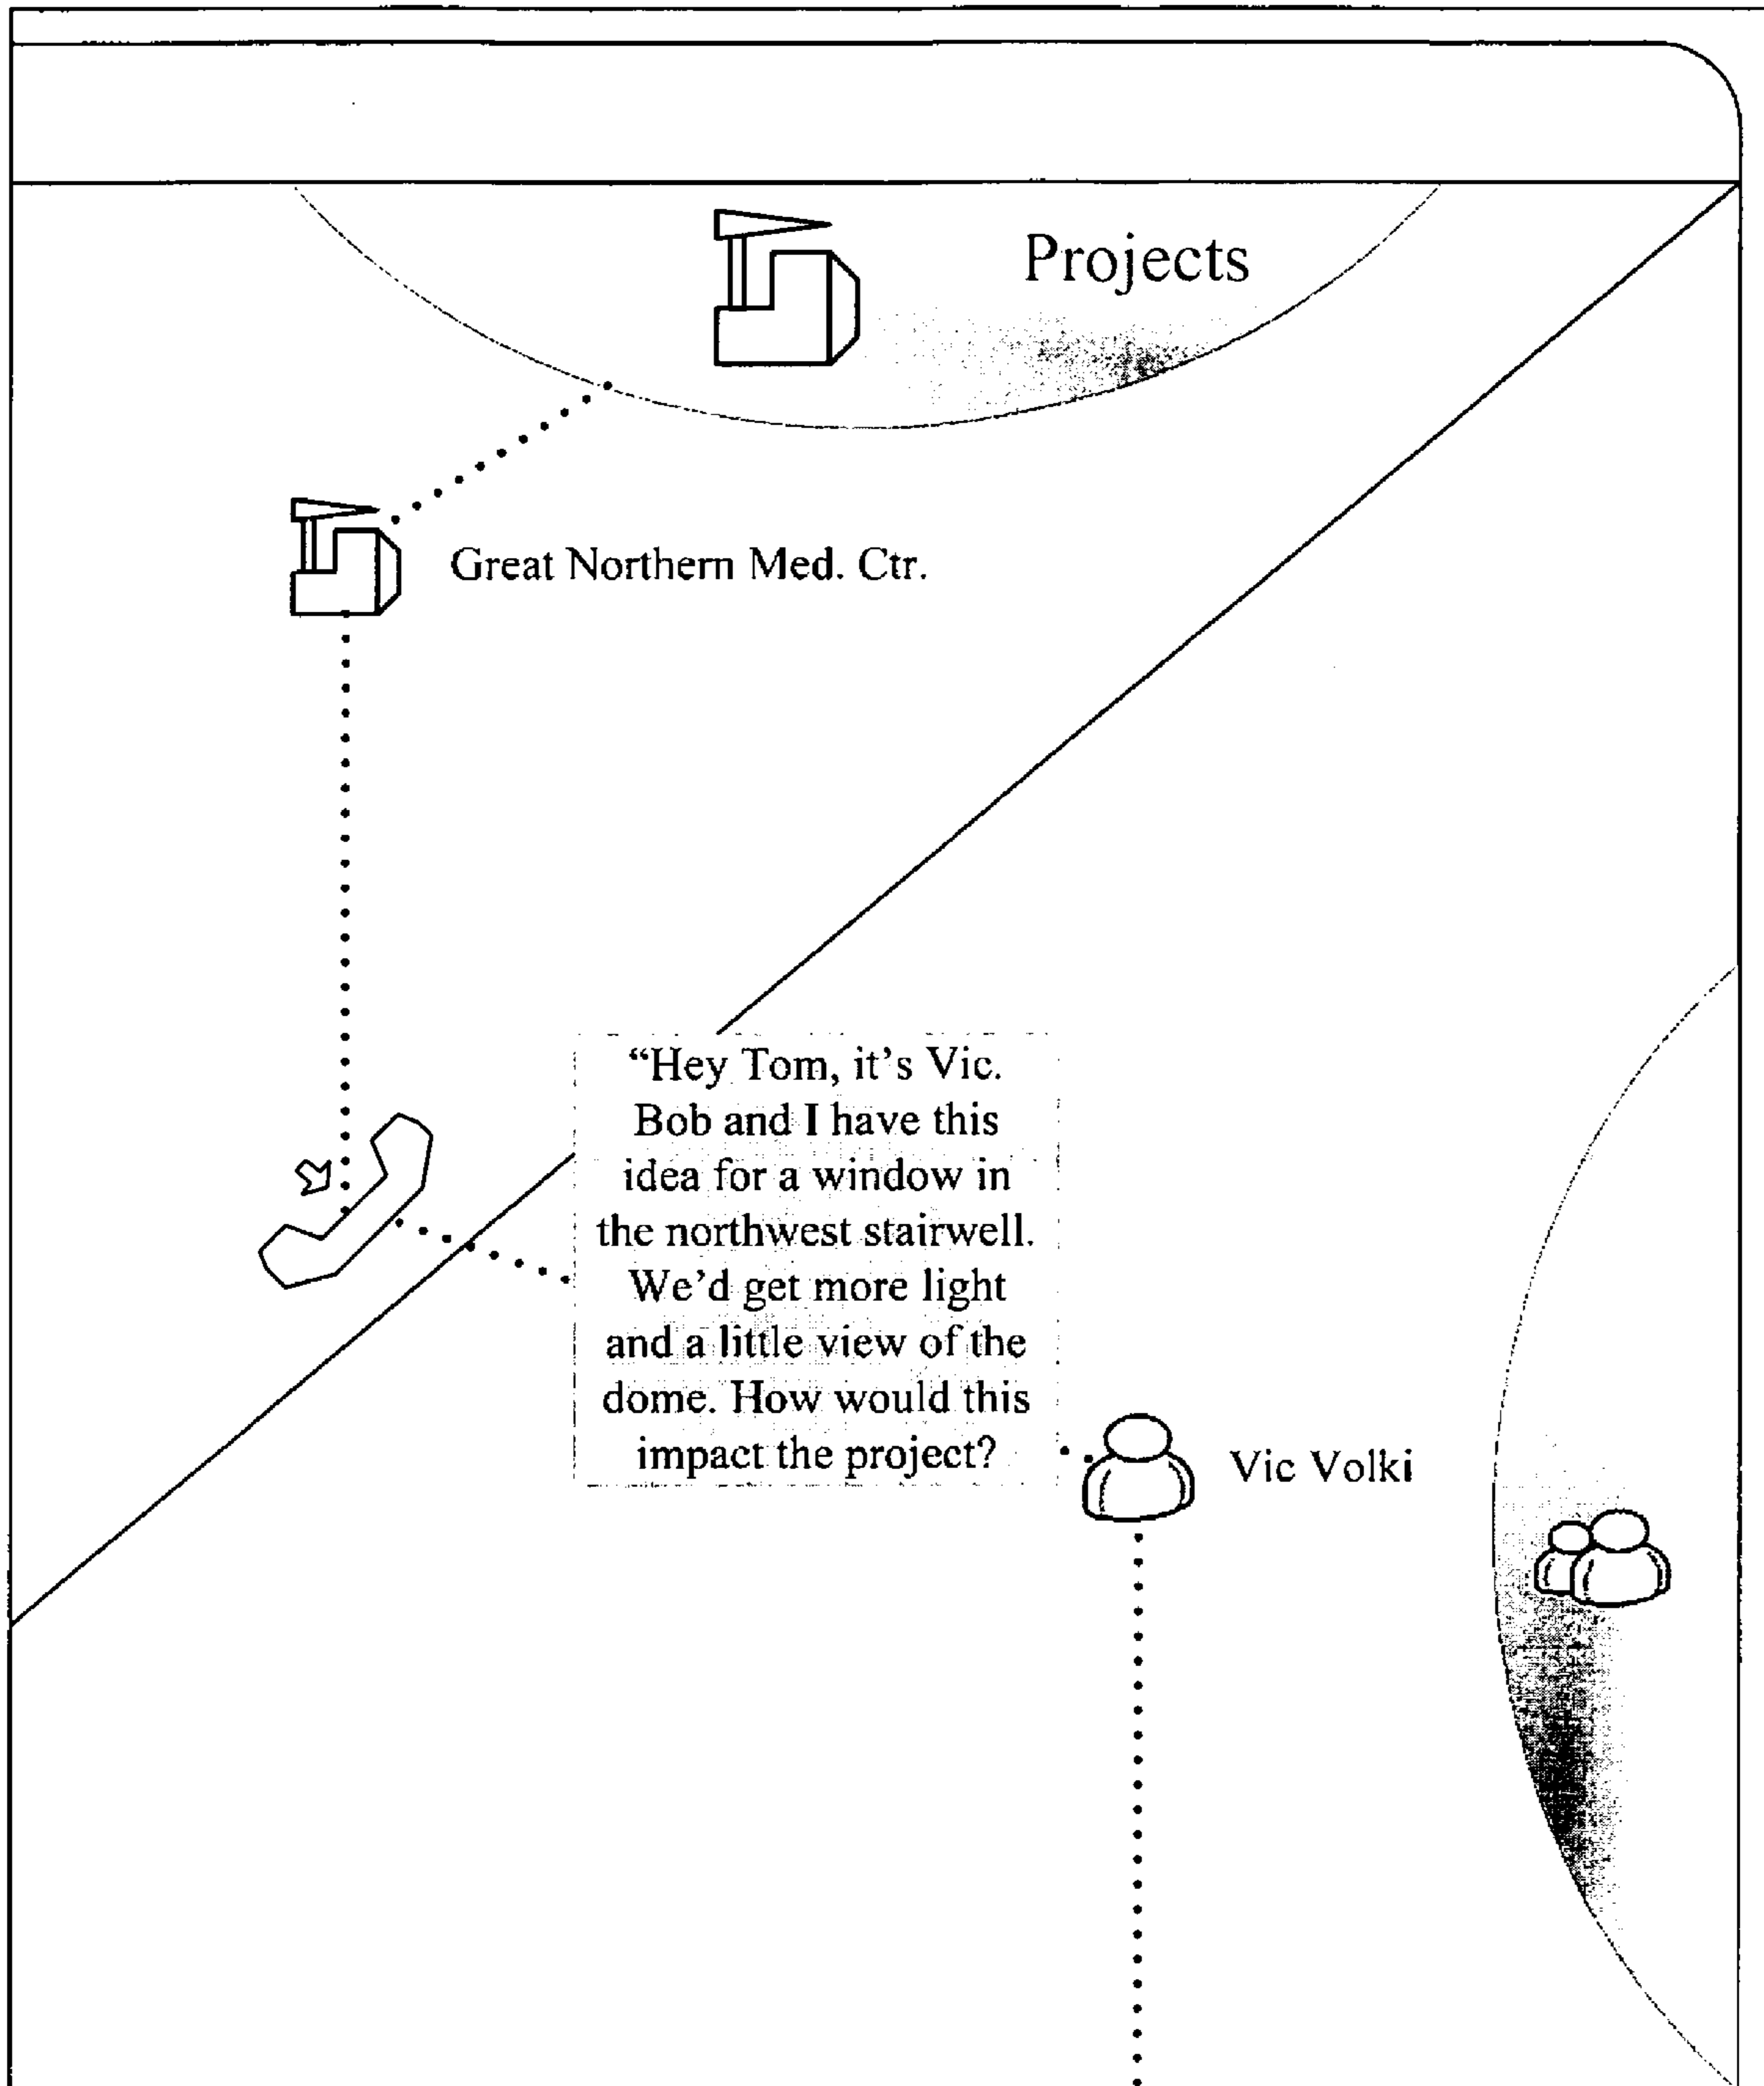 Projects
Great Northern Med. Ctr.
“Hey Tom, it’s Vic.
Bob and I have this
idea for a window in
the northwest stairwell.
We’d get more light
and a little view of the
dome. How would this
impact the project?
Vic Volki